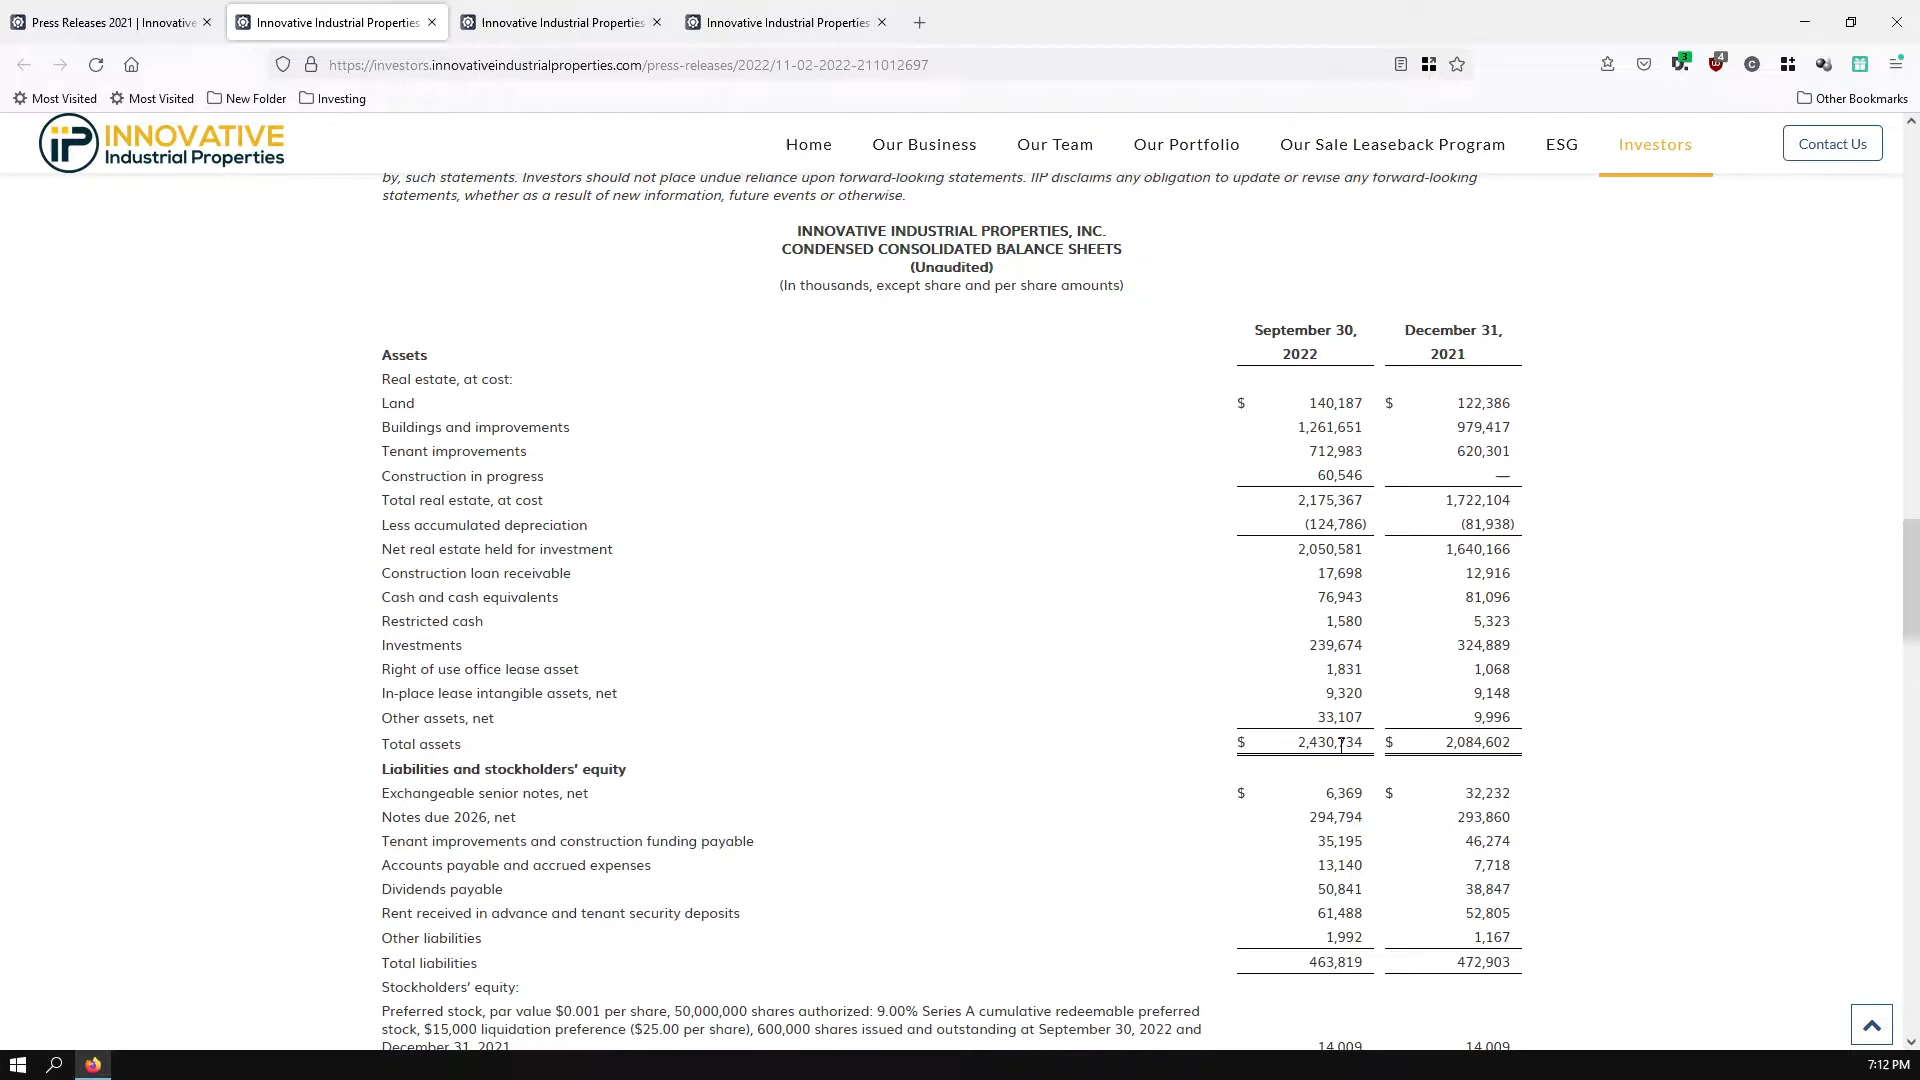 Press Releases 2021 | Innovative
Innovative Industrial Properties
Innovative Industrial Properties
Innovative Industrial Properties
https://investors.innovativeindustrialproperties.com/press-releases/2022/11-02-2022-211012697
3
4
Most Visited
Most Visited
New Folder
Investing
Other Bookmarks
iP INNOVATIVE
Industrial Properties
Home
Our Business
Our Team
Our Portfolio
Our Sale Leaseback Program
ESG
Investors
Contact Us
by, such statements. Investors should not place undue reliance upon forward-looking statements. IIP disclaims any obligation to update or revise any forward-looking
statements, whether as a result of new information, future events or otherwise.
INNOVATIVE INDUSTRIAL PROPERTIES, INC.
CONDENSED CONSOLIDATED BALANCE SHEETS
(Unaudited)
(In thousands, except share and per share amounts)
September 30, December 31,
Assets 2022 2021
Real estate, at cost:
Land $ 140,187 $ 122,386
Buildings and improvements 1,261,651 979,417
Tenant improvements 712,983 620,301
Construction in progress 60,546 —
Total real estate, at cost 2,175,367 1,722,104
Less accumulated depreciation (124,786) (81,938)
Net real estate held for investment 2,050,581 1,640,166
Construction loan receivable 17,698 12,916
Cash and cash equivalents 76,943 81,096
Restricted cash 1,580 5,323
Investments 239,674 324,889
Right of use office lease asset 1,831 1,068
In-place lease intangible assets, net 9,320 9,148
Other assets, net 33,107 9,996
Total assets $ 2,430,734 $ 2,084,602
Liabilities and stockholders' equity
Exchangeable senior notes, net $ 6,369 $ 32,232
Notes due 2026, net 294,794 293,860
Tenant improvements and construction funding payable 35,195 46,274
Accounts payable and accrued expenses 13,140 7,718
Dividends payable 50,841 38,847
Rent received in advance and tenant security deposits 61,488 52,805
Other liabilities 1,992 1,167
Total liabilities 463,819 472,903
Stockholders' equity:
Preferred stock, par value $0.001 per share, 50,000,000 shares authorized: 9.00% Series A cumulative redeemable preferred
stock, $15,000 liquidation preference ($25.00 per share), 600,000 shares issued and outstanding at September 30, 2022 and
December 31, 2021 14,009 14,009
7:12 PM